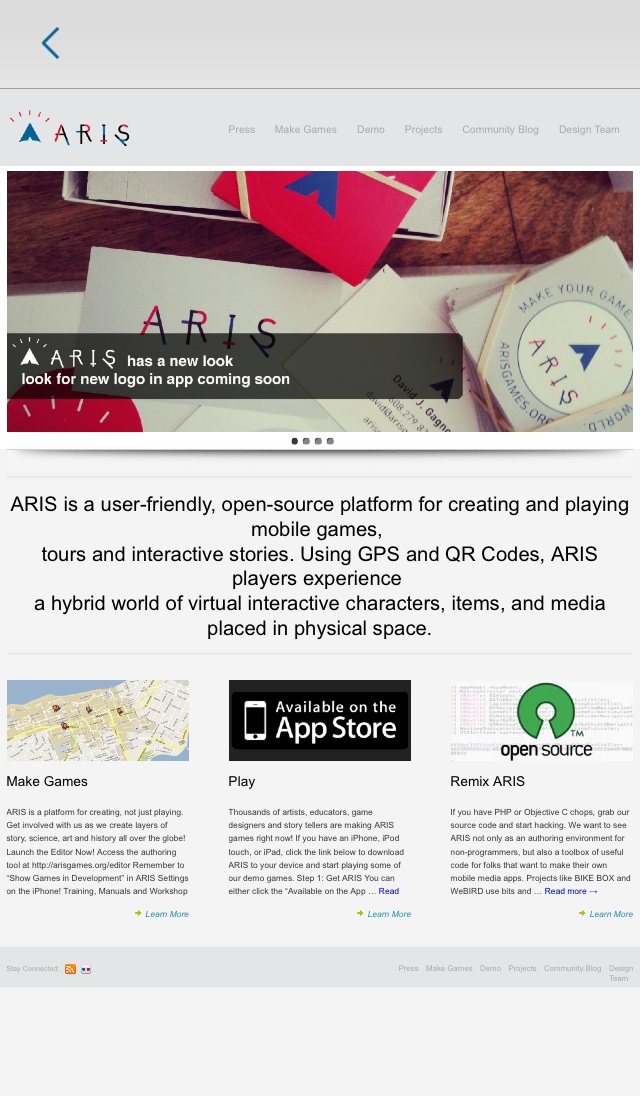 ARIS
Press Make Games Demo Projects Community Blog Design Team
MAKE YOUR GAME
ARIS
ARIS
ARISGAMES.ORG
WORLD.
David J. Gagn
608 279 8
ARIS has a new look
look for new logo in app coming soon
ARIS is a user-friendly, open-source platform for creating and playing
mobile games,
tours and interactive stories. Using GPS and QR Codes, ARIS
players experience
a hybrid world of virtual interactive characters, items, and media
placed in physical space.
Available on the
App Store
open source
TM
Make Games
ARIS is a platform for creating, not just playing.
Get involved with us as we create layers of
story, science, art and history all over the globe!
Launch the Editor Now! Access the authoring
tool at http://arisgames.org/editor Remember to
“Show Games in Development” in ARIS Settings
on the iPhone! Training, Manuals and Workshop
Learn More
Play
Thousands of artists, educators, game
designers and story tellers are making ARIS
games right now! If you have an iPhone, iPod
touch, or iPad, click the link below to download
ARIS to your device and start playing some of
our demo games. Step 1: Get ARIS You can
either click the “Available on the App … Read
Learn More
Remix ARIS
If you have PHP or Objective C chops, grab our
source code and start hacking. We want to see
ARIS not only as an authoring environment for
non-programmers, but also a toolbox of useful
code for folks that want to make their own
mobile media apps. Projects like BIKE BOX and
WeBIRD use bits and … Read more →
Learn More
Stay Connected:
Press Make Games Demo Projects Community Blog Design
Team